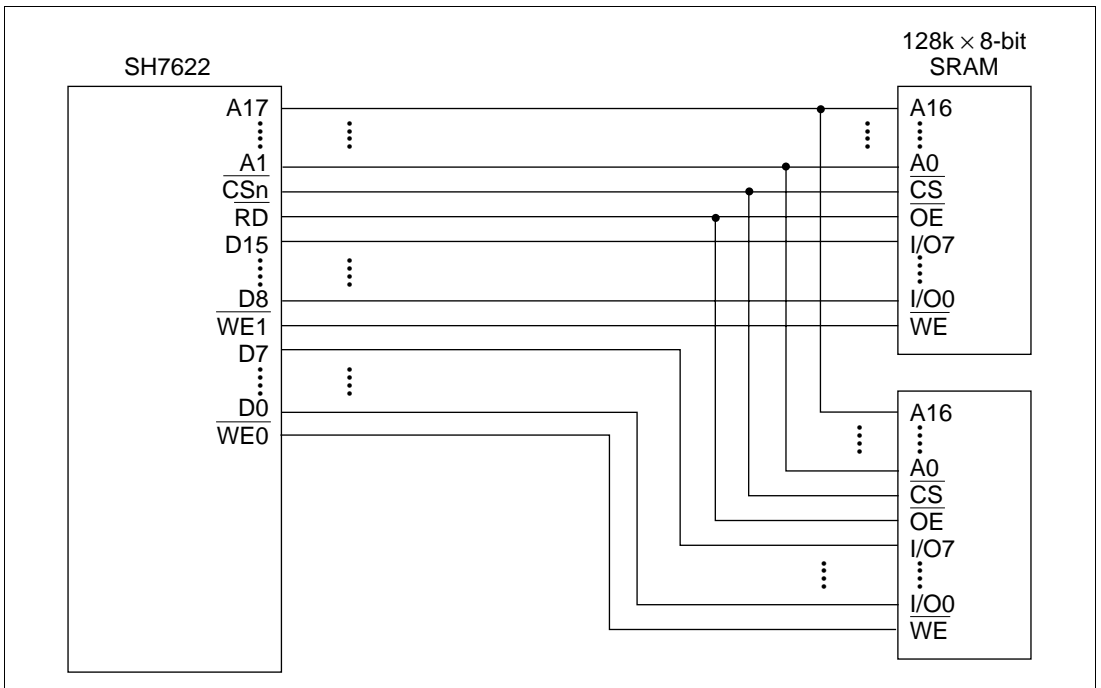 SH7622
A17
A1
CSn
RD
D15
D8
WE1
D7
D0
WE0
128k × 8-bit
SRAM
A16
A0
CS
OE
I/O7
I/O0
WE
A16
A0
CS
OE
I/O7
I/O0
WE